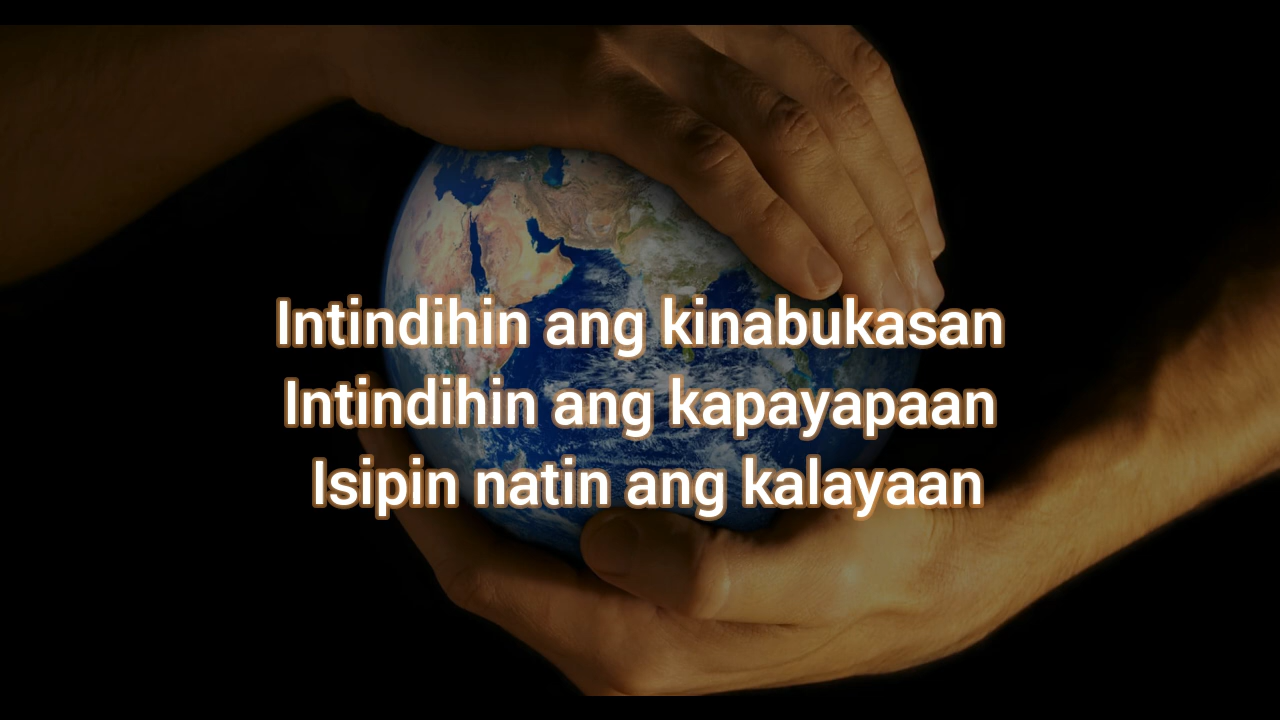 Intindihin ang kinabukasan
Intindihin ang kapayapaan
Isipin natin ang kalayaan